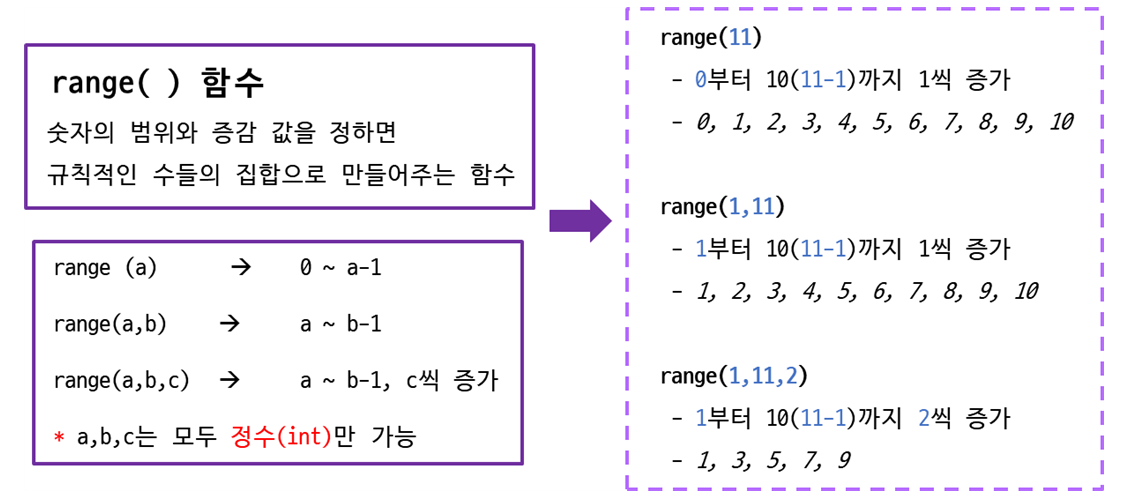 range( ) 함수
숫자의 범위와 증감 값을 정하면
규칙적인 수들의 집합으로 만들어주는 함수
range (a) → 0 ~ a-1
range(a,b) → a ~ b-1
range(a,b,c) → a ~ b-1, c씩 증가
* a,b,c는 모두 정수(int)만 가능
range(11)
- 0부터 10(11-1)까지 1씩 증가
- 0, 1, 2, 3, 4, 5, 6, 7, 8, 9, 10
range(1,11)
- 1부터 10(11-1)까지 1씩 증가
- 1, 2, 3, 4, 5, 6, 7, 8, 9, 10
range(1,11,2)
- 1부터 10(11-1)까지 2씩 증가
- 1, 3, 5, 7, 9